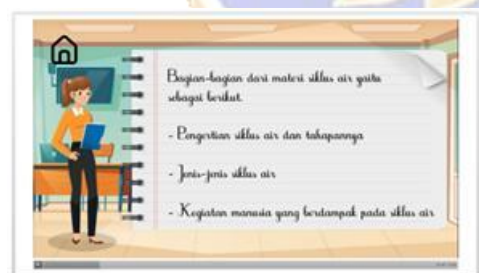 Bagian-bagian dari materi siklus air yaitu
sebagai berikut.
- Pengertian siklus air dan tahapannya
- Jenis-jenis siklus air
- Kegiatan manusia yang berdampak pada siklus air